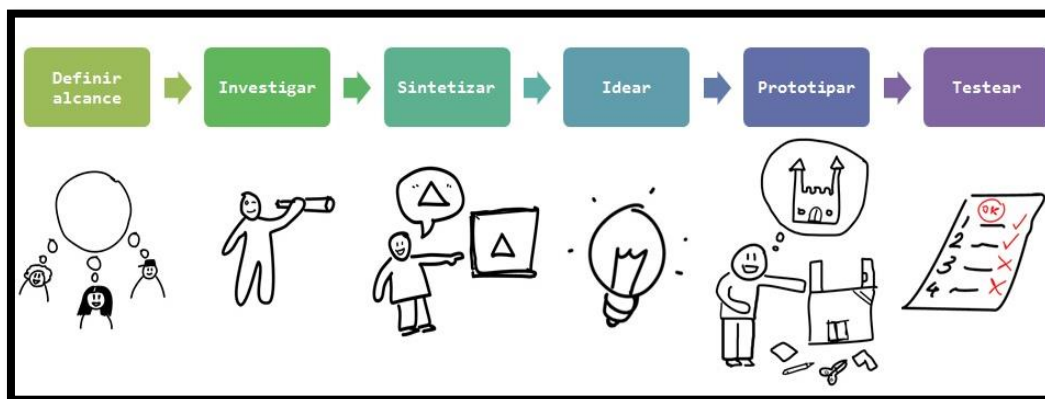 Definir
alcance
Investigar
Sintetizar
Idear
Prototipar
Testear
OK
1
2
3
4